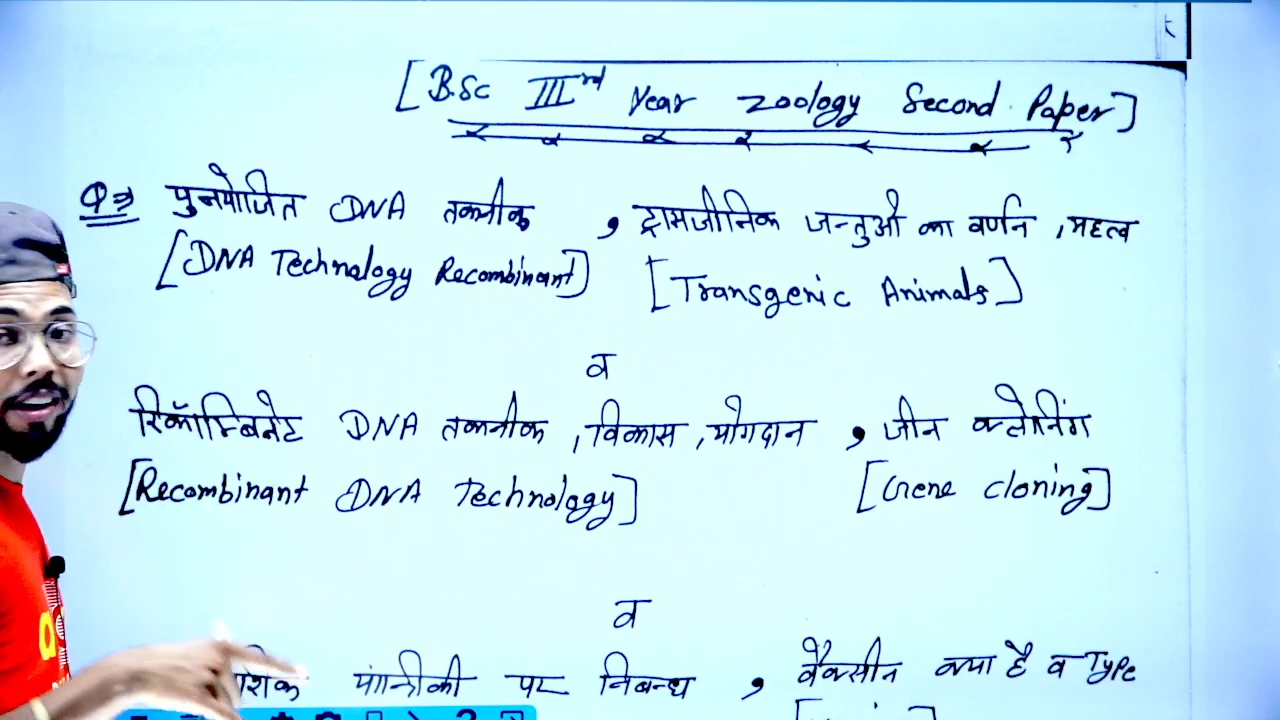 [B.Sc IIIrd Year Zoology Second Paper]
Q⇒ पुनर्योजित DNA तकनीक , ट्रांसजीनिक जन्तुओ का वर्णन , महत्व
[DNA Technology Recombinant] [Transgenic Animals]
व
रिकॉम्बिनेट DNA तकनीक , विकास , योगदान , जीन क्लोनिंग
[Recombinant DNA Technology] [Gene cloning]
व
यांन्त्रिकी पर निबन्ध , वैक्सीन क्या है व Type